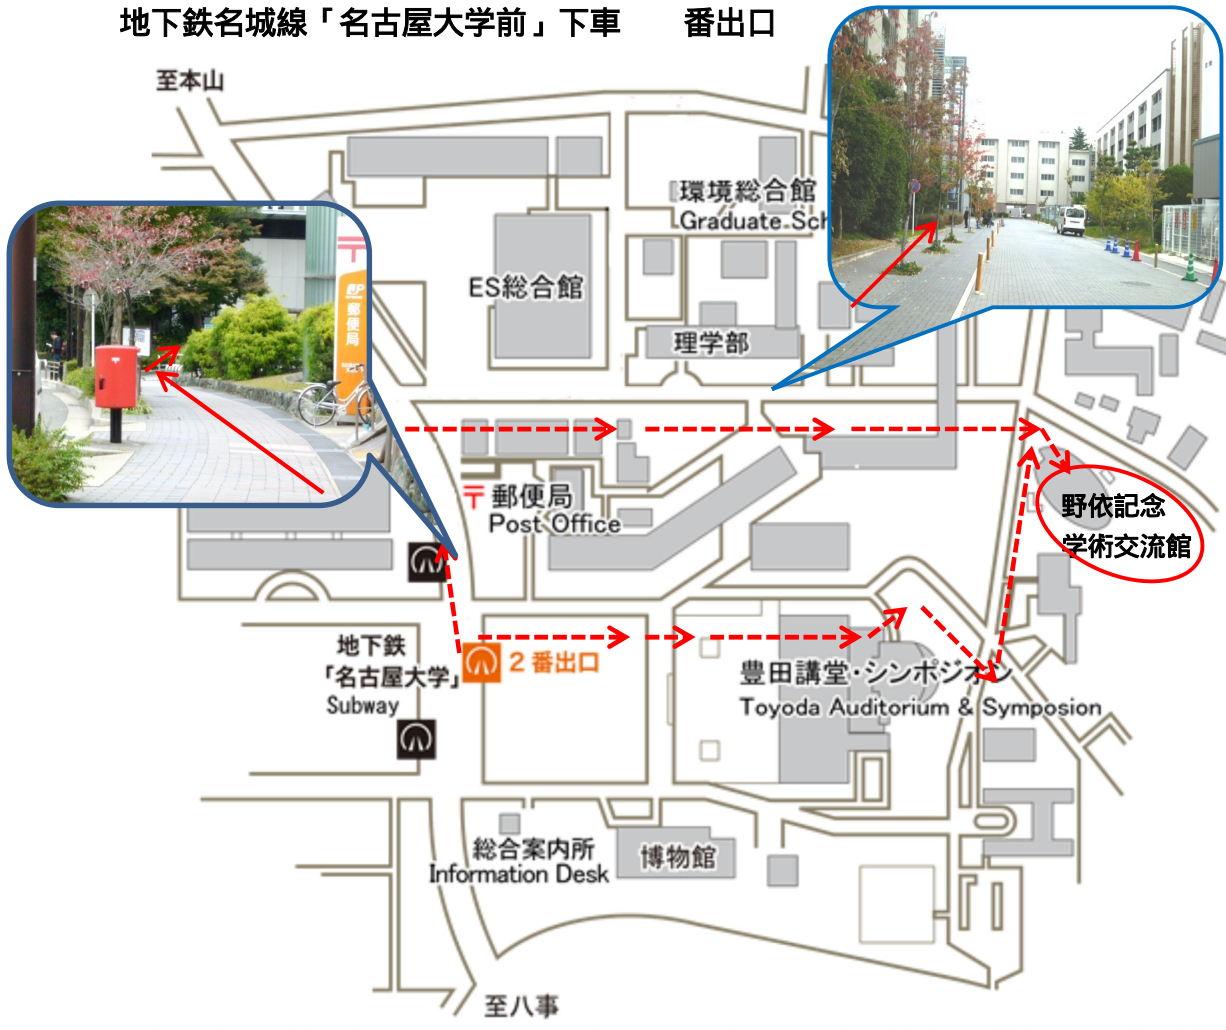 地下鉄名城線「名古屋大学前」下車　　番出口
至本山
環境総合館
Graduate Sch
ES総合館
理学部
〒
JP
郵便局
〒郵便局
Post Office
野依記念
学術交流館
地下鉄
「名古屋大学」
Subway
2番出口
豊田講堂・シンポジオン
Toyoda Auditorium & Symposion
総合案内所
Information Desk
博物館
至八事